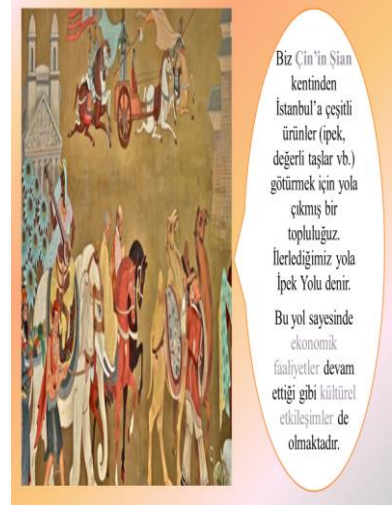 Biz Çin’in Şian
kentinden
İstanbul’a çeşitli
ürünler (ipek,
değerli taşlar vb.)
götürmek için yola
çıkmış bir
topluluğuz.
İlerlediğimiz yola
İpek Yolu denir.
Bu yol sayesinde
ekonomik
faaliyetler devam
ettiği gibi kültürel
etkileşimler de
olmaktadır.